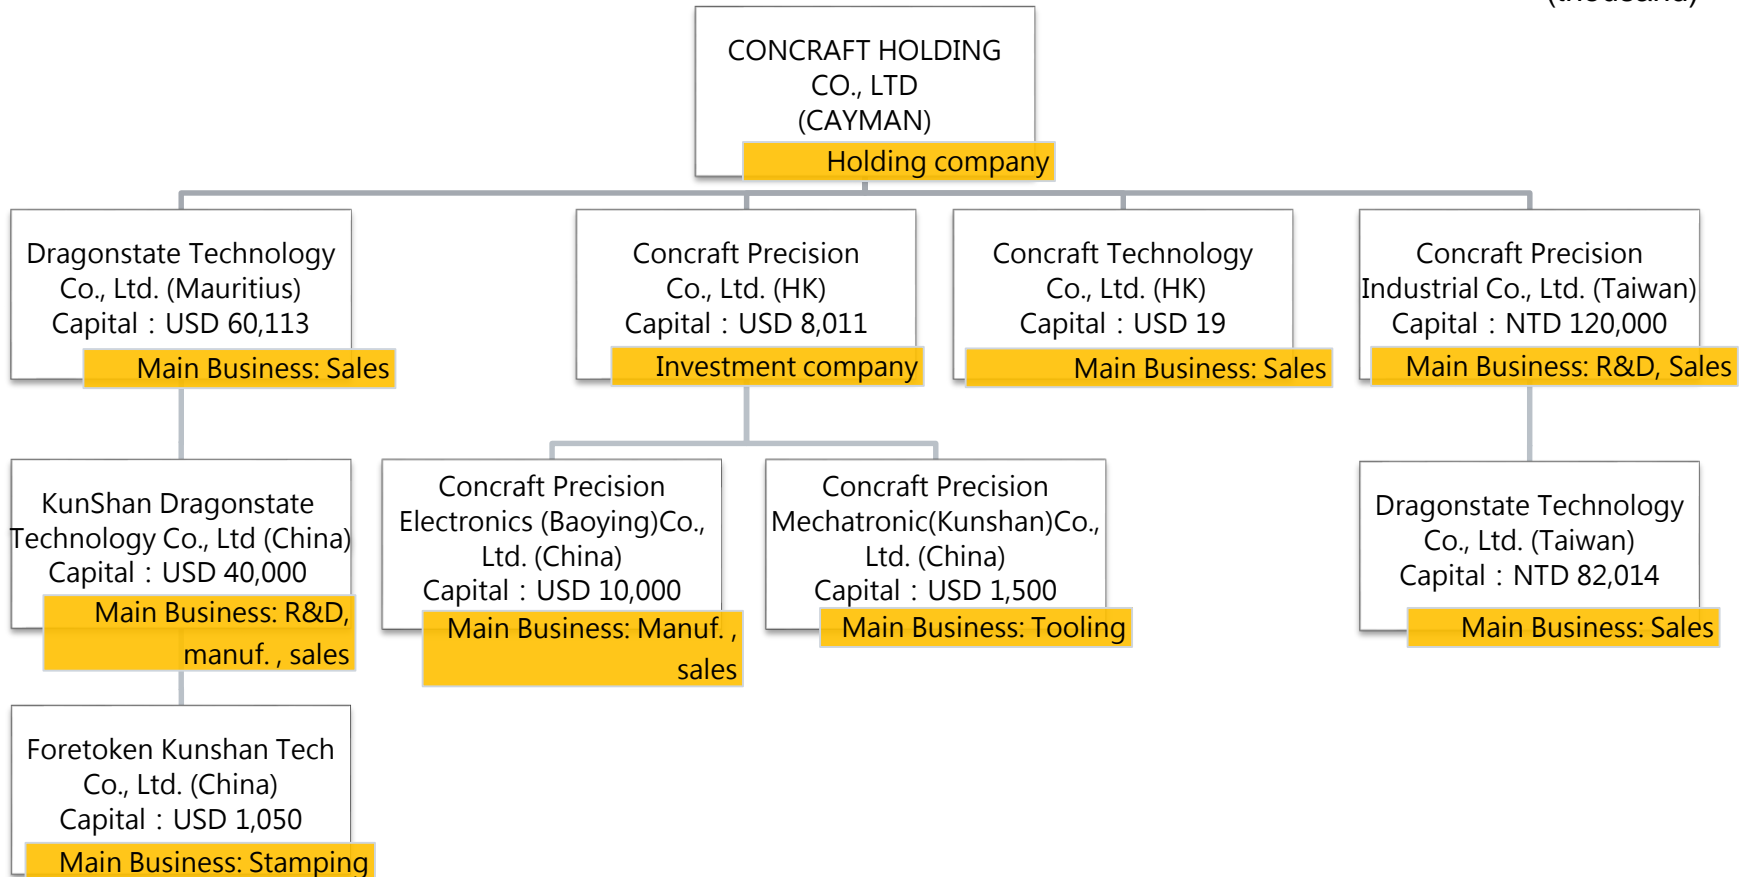 (thousand)
CONCRAFT HOLDING
CO., LTD
(CAYMAN)
Holding company
Dragonstate Technology
Co., Ltd. (Mauritius)
Capital：USD 60,113
Main Business: Sales
Concraft Precision
Co., Ltd. (HK)
Capital：USD 8,011
Investment company
Concraft Technology
Co., Ltd. (HK)
Capital：USD 19
Main Business: Sales
Concraft Precision
Industrial Co., Ltd. (Taiwan)
Capital：NTD 120,000
Main Business: R&D, Sales
KunShan Dragonstate
Technology Co., Ltd (China)
Capital：USD 40,000
Main Business: R&D,
manuf. , sales
Concraft Precision
Electronics (Baoying)Co.,
Ltd. (China)
Capital：USD 10,000
Main Business: Manuf. ,
sales
Concraft Precision
Mechatronic(Kunshan)Co.,
Ltd. (China)
Capital：USD 1,500
Main Business: Tooling
Dragonstate Technology
Co., Ltd. (Taiwan)
Capital：NTD 82,014
Main Business: Sales
Foretoken Kunshan Tech
Co., Ltd. (China)
Capital：USD 1,050
Main Business: Stamping